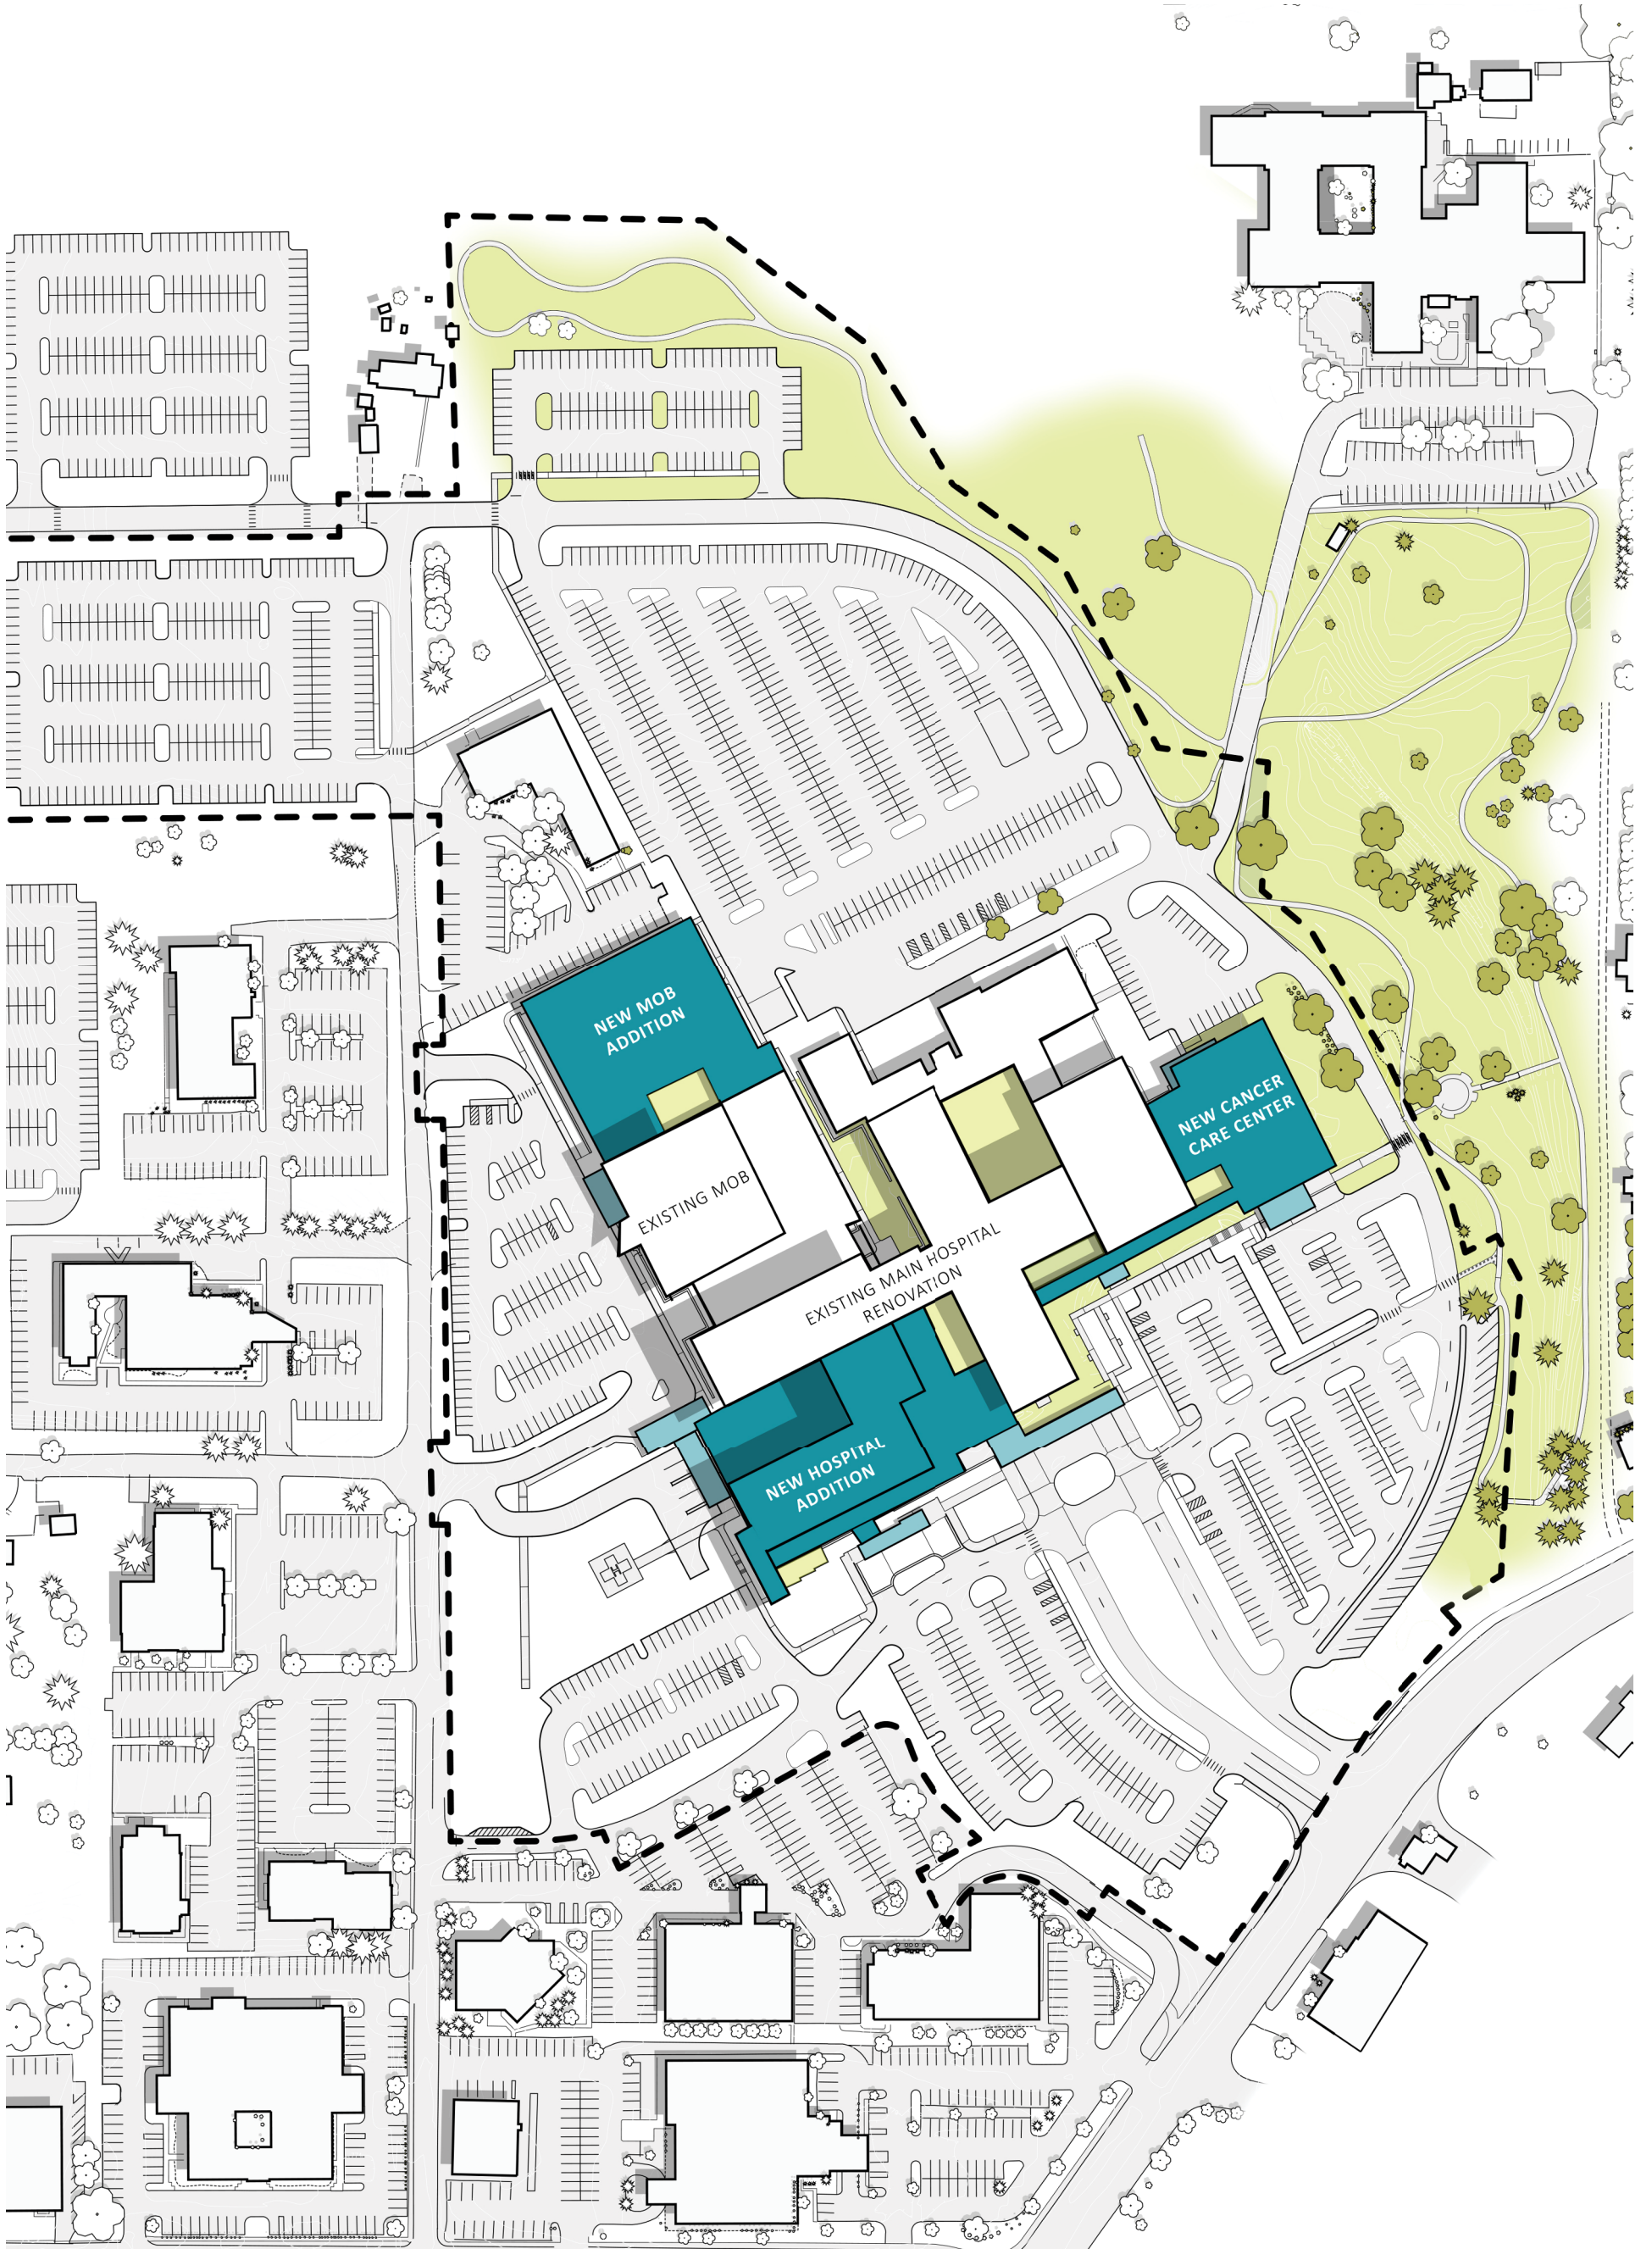 NEW MOB
ADDITION
NEW CANCER
CARE CENTER
EXISTING MOB
EXISTING MAIN HOSPITAL
RENOVATION
NEW HOSPITAL
ADDITION
H